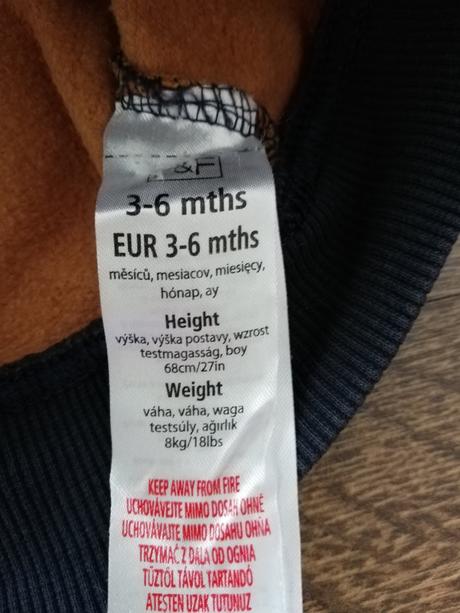 &F
3-6 mths
EUR 3-6 mths
měsíců, mesiacov, miesięcy,
hónap, ay
Height
výška, výška postavy, wzrost
testmagasság, boy
68cm/27in
Weight
váha, váha, waga
testsúly, ağırlık
8kg/18lbs
KEEP AWAY FROM FIRE
UCHOVÁVEJTE MIMO DOSAH OHNĚ
UCHOVÁVAJTE MIMO DOSAHU OHŇA
TRZYMAĆ Z DALA OD OGNIA
TŰZTŐL TÁVOL TARTANDÓ
ATEŞTEN UZAK TUTUNUZ